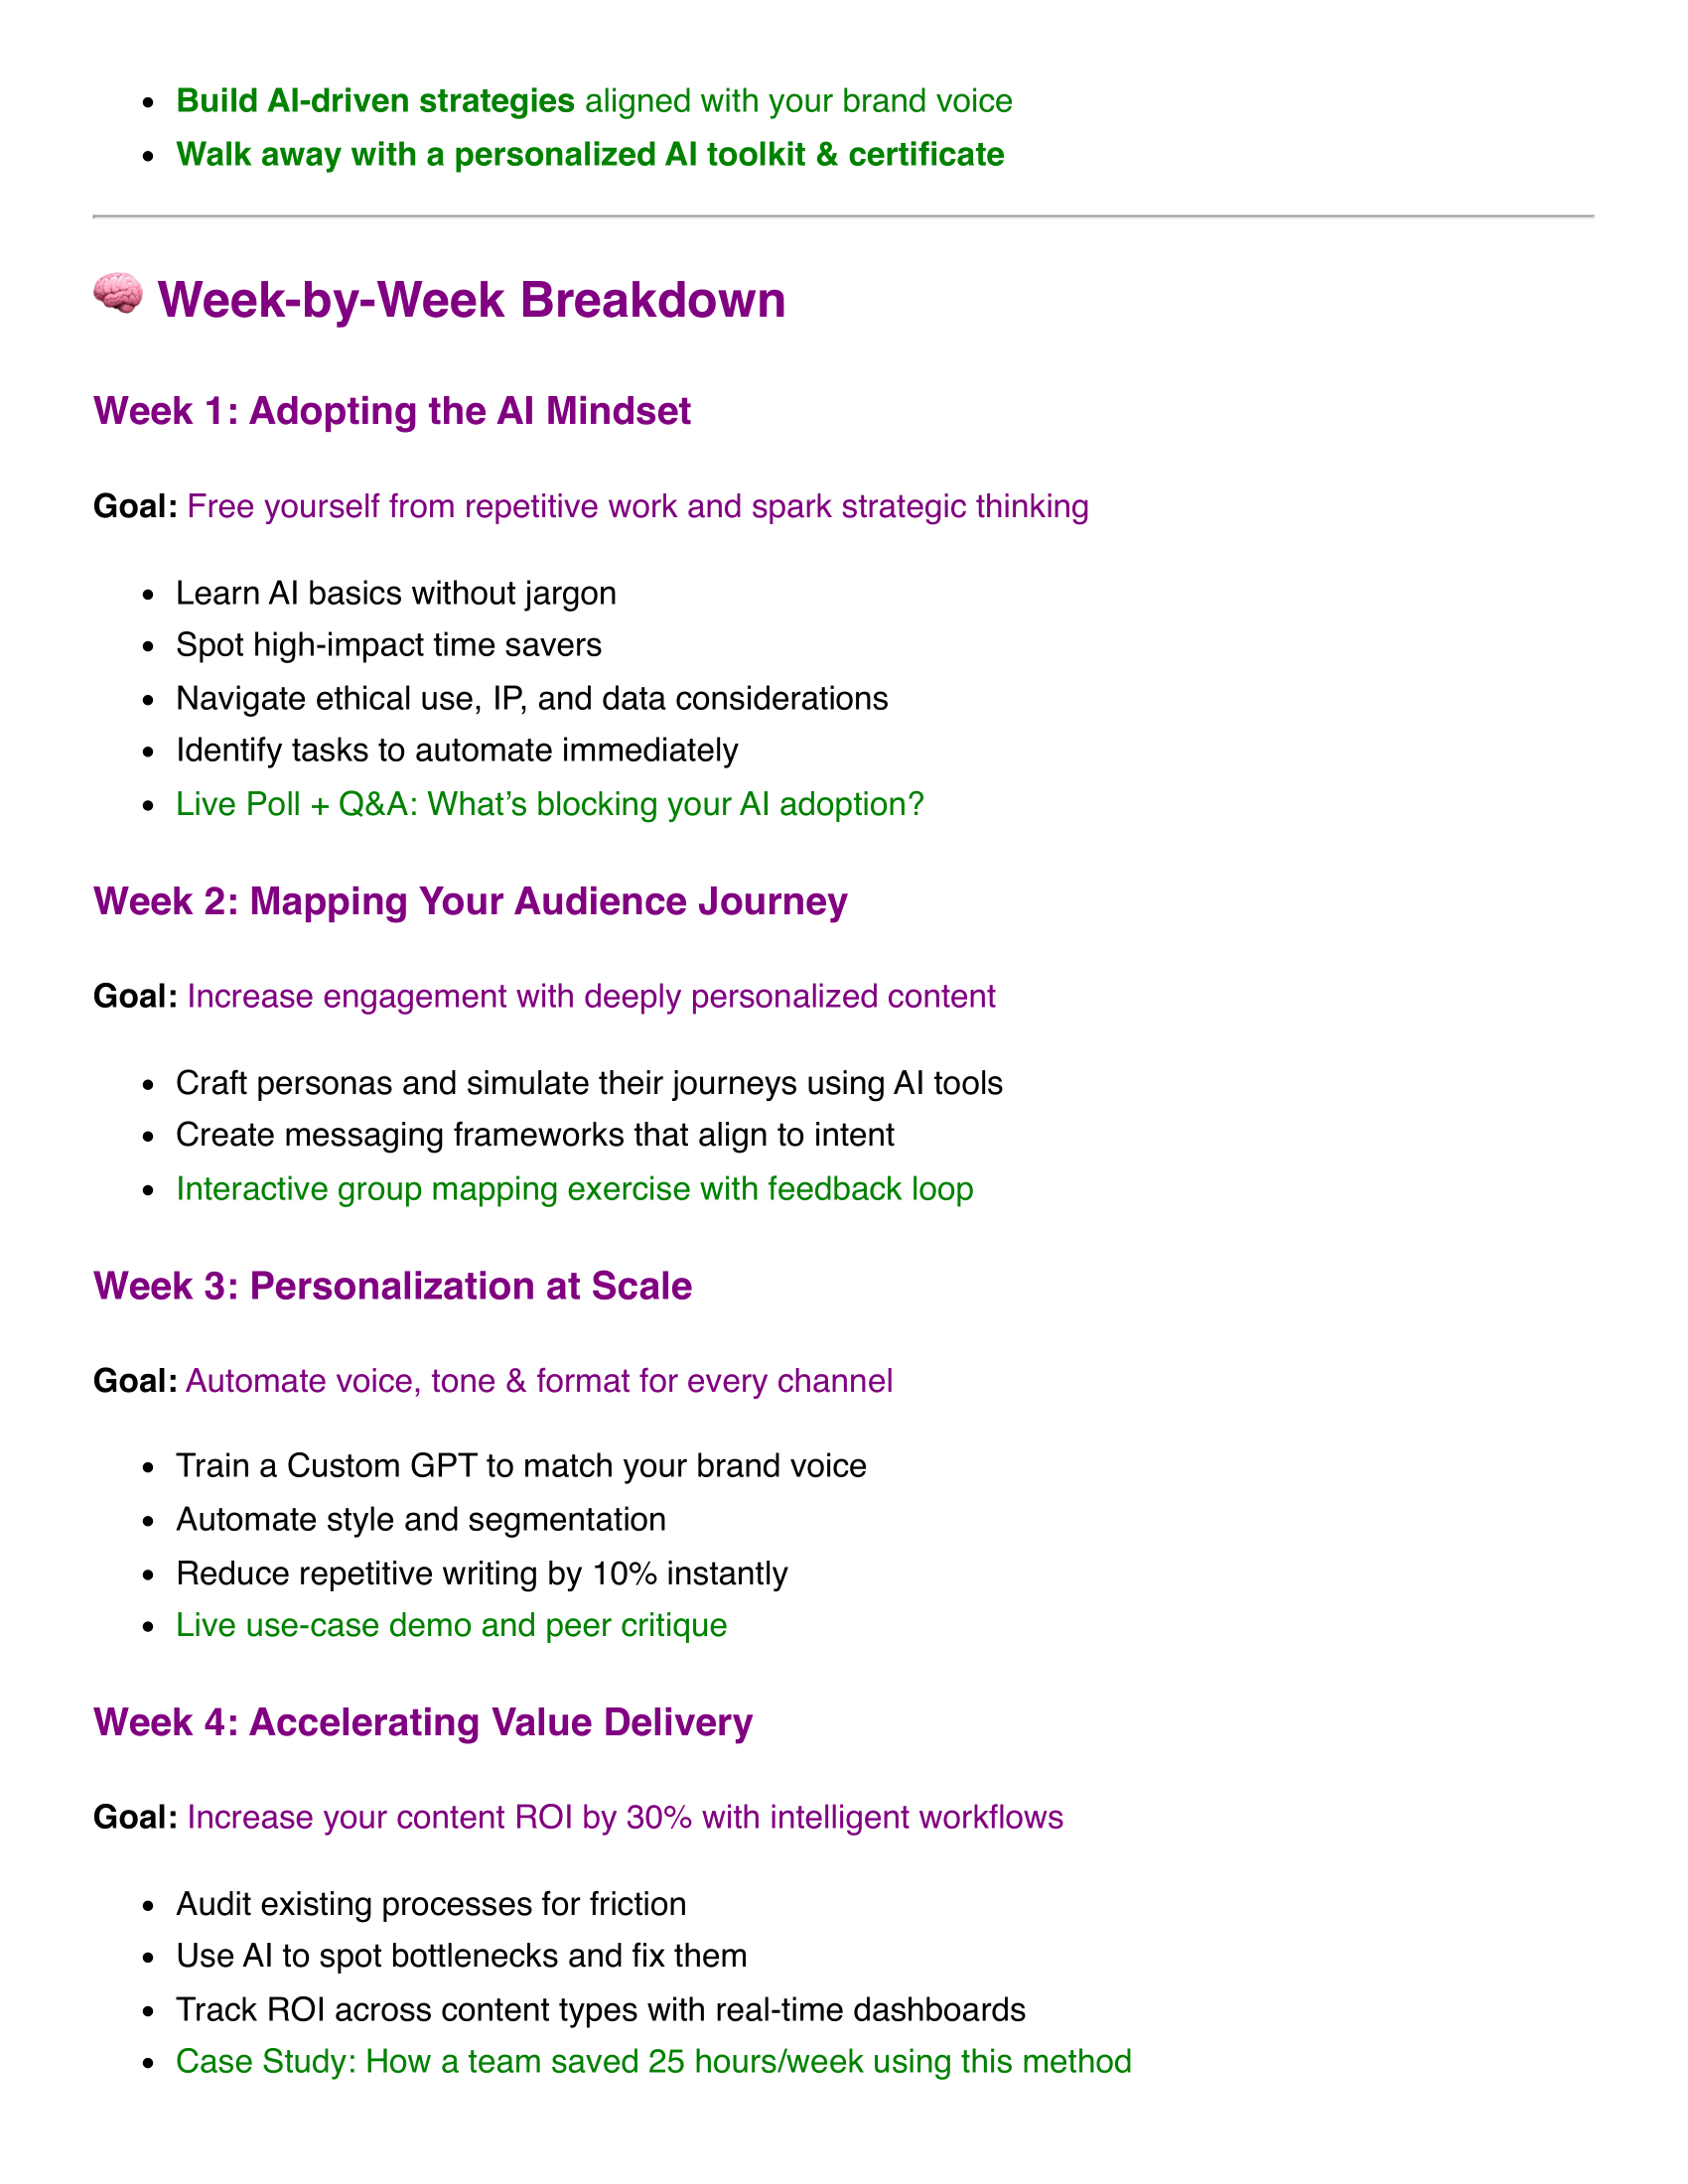 Build AI-driven strategies aligned with your brand voice
Walk away with a personalized AI toolkit & certificate
Week-by-Week Breakdown
Week 1: Adopting the AI Mindset
Goal: Free yourself from repetitive work and spark strategic thinking
Learn AI basics without jargon
Spot high-impact time savers
Navigate ethical use, IP, and data considerations
Identify tasks to automate immediately
Live Poll + Q&A: What’s blocking your AI adoption?
Week 2: Mapping Your Audience Journey
Goal: Increase engagement with deeply personalized content
Craft personas and simulate their journeys using AI tools
Create messaging frameworks that align to intent
Interactive group mapping exercise with feedback loop
Week 3: Personalization at Scale
Goal: Automate voice, tone & format for every channel
Train a Custom GPT to match your brand voice
Automate style and segmentation
Reduce repetitive writing by 10% instantly
Live use-case demo and peer critique
Week 4: Accelerating Value Delivery
Goal: Increase your content ROI by 30% with intelligent workflows
Audit existing processes for friction
Use AI to spot bottlenecks and fix them
Track ROI across content types with real-time dashboards
Case Study: How a team saved 25 hours/week using this method